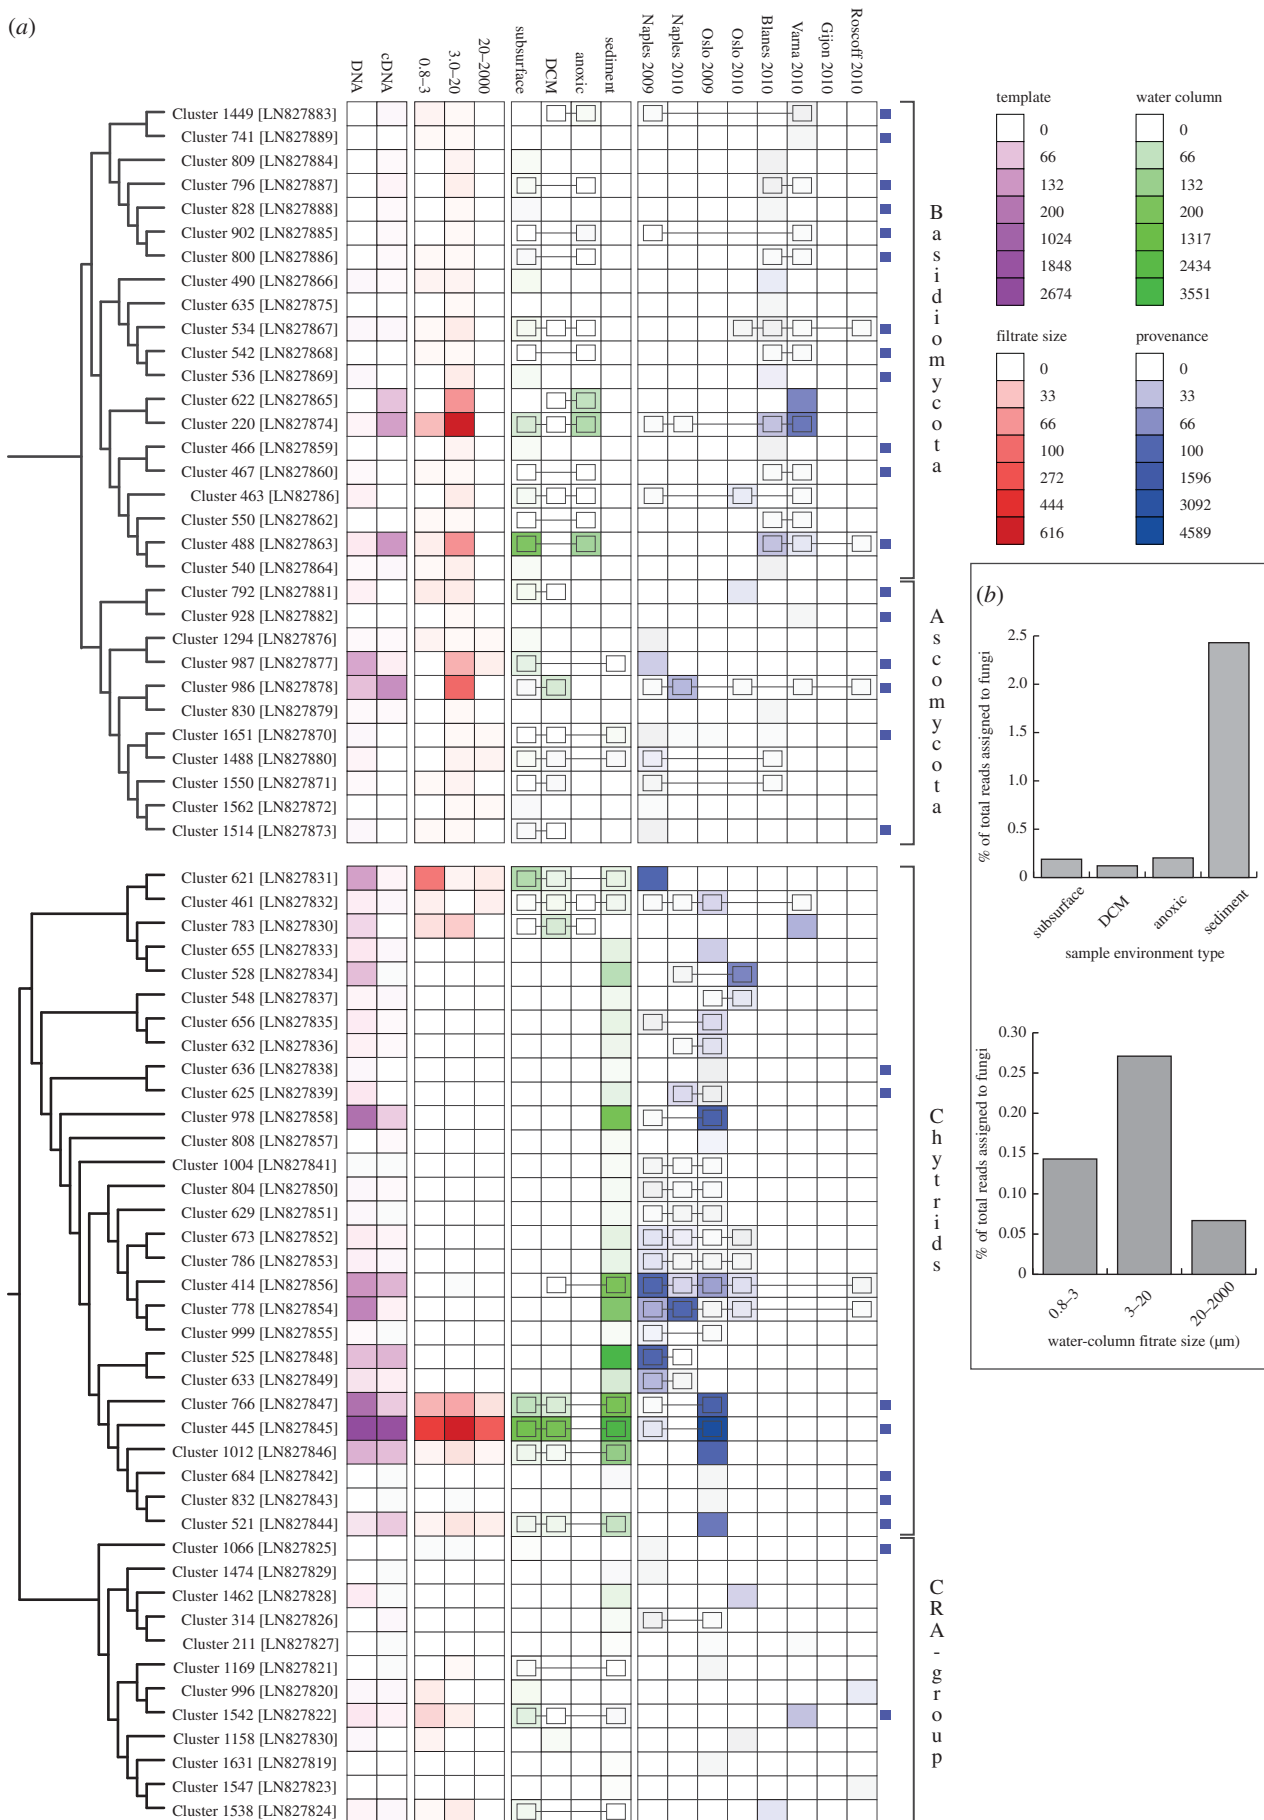 (a)
DNA
cDNA
0.8–3
3.0–20
20–2000
subsurface
DCM
anoxic
sediment
Naples 2009
Naples 2010
Oslo 2009
Oslo 2010
Blanes 2010
Varna 2010
Gijon 2010
Roscoff 2010
Cluster 1449 [LN827883]
Cluster 741 [LN827889]
Cluster 809 [LN827884]
Cluster 796 [LN827887]
Cluster 828 [LN827888]
Cluster 902 [LN827885]
Cluster 800 [LN827886]
Cluster 490 [LN827866]
Cluster 635 [LN827875]
Cluster 534 [LN827867]
Cluster 542 [LN827868]
Cluster 536 [LN827869]
Cluster 622 [LN827865]
Cluster 220 [LN827874]
Cluster 466 [LN827859]
Cluster 467 [LN827860]
Cluster 463 [LN82786]
Cluster 550 [LN827862]
Cluster 488 [LN827863]
Cluster 540 [LN827864]
Cluster 792 [LN827881]
Cluster 928 [LN827882]
Cluster 1294 [LN827876]
Cluster 987 [LN827877]
Cluster 986 [LN827878]
Cluster 830 [LN827879]
Cluster 1651 [LN827870]
Cluster 1488 [LN827880]
Cluster 1550 [LN827871]
Cluster 1562 [LN827872]
Cluster 1514 [LN827873]
Cluster 621 [LN827831]
Cluster 461 [LN827832]
Cluster 783 [LN827830]
Cluster 655 [LN827833]
Cluster 528 [LN827834]
Cluster 548 [LN827837]
Cluster 656 [LN827835]
Cluster 632 [LN827836]
Cluster 636 [LN827838]
Cluster 625 [LN827839]
Cluster 978 [LN827858]
Cluster 808 [LN827857]
Cluster 1004 [LN827841]
Cluster 804 [LN827850]
Cluster 629 [LN827851]
Cluster 673 [LN827852]
Cluster 786 [LN827853]
Cluster 414 [LN827856]
Cluster 778 [LN827854]
Cluster 999 [LN827855]
Cluster 525 [LN827848]
Cluster 633 [LN827849]
Cluster 766 [LN827847]
Cluster 445 [LN827845]
Cluster 1012 [LN827846]
Cluster 684 [LN827842]
Cluster 832 [LN827843]
Cluster 521 [LN827844]
Cluster 1066 [LN827825]
Cluster 1474 [LN827829]
Cluster 1462 [LN827828]
Cluster 314 [LN827826]
Cluster 211 [LN827827]
Cluster 1169 [LN827821]
Cluster 996 [LN827820]
Cluster 1542 [LN827822]
Cluster 1158 [LN827830]
Cluster 1631 [LN827819]
Cluster 1547 [LN827823]
Cluster 1538 [LN827824]
Basidiomycota
Ascomycota
Chytrids
CRA-group
template
0
66
132
200
1024
1848
2674
water column
0
66
132
200
1317
2434
3551
filtrate size
0
33
66
100
272
444
616
provenance
0
33
66
100
1596
3092
4589
(b)
% of total reads assigned to fungi
2.5
2.0
1.5
1.0
0.5
0
subsurface
DCM
anoxic
sediment
sample environment type
% of total reads assigned to fungi
0.30
0.25
0.20
0.15
0.10
0.05
0
0.8–3
3–20
20–2000
water-column fitrate size (μm)